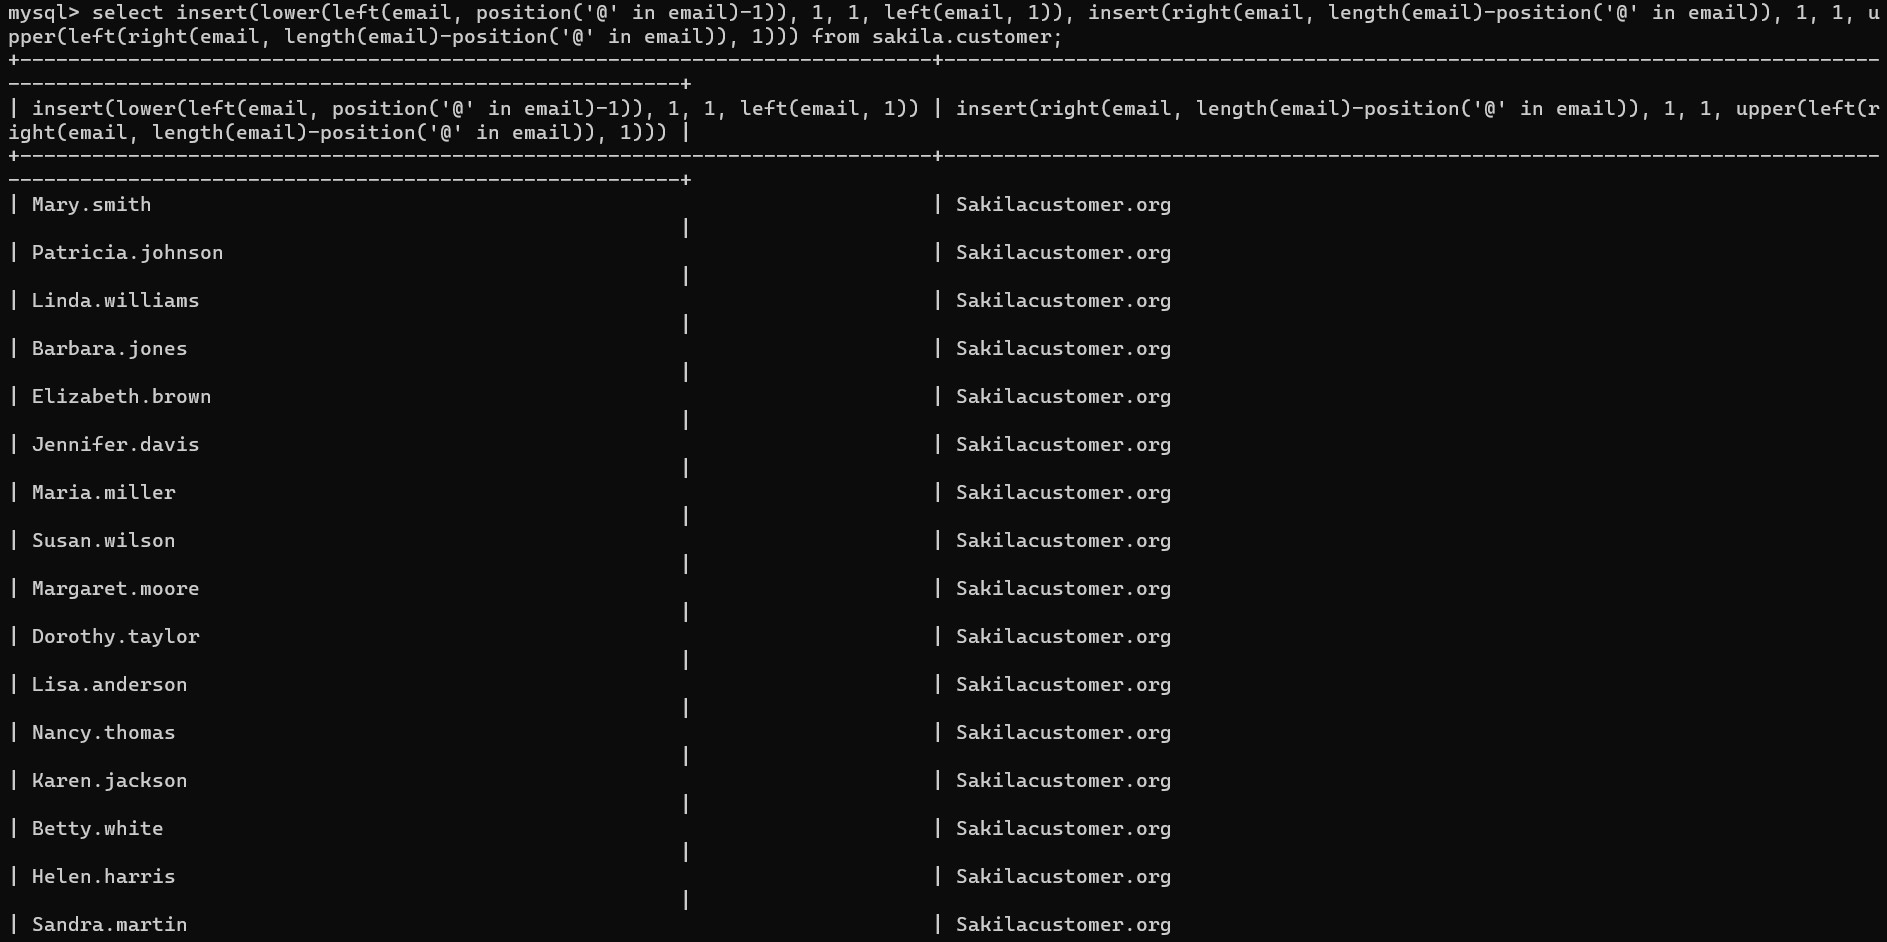 mysql> select insert(lower(left(email, position('@' in email)-1)), 1, 1, left(email, 1)), insert(right(email, length(email)-position('@' in email)), 1, 1, u
pper(left(right(email, length(email)-position('@' in email)), 1))) from sakila.customer;
+----------------------------------------------------------------------------+------------------------------------------------------------------------------
--------------------------------------------------------+
| insert(lower(left(email, position('@' in email)-1)), 1, 1, left(email, 1)) | insert(right(email, length(email)-position('@' in email)), 1, 1, upper(left(r
ight(email, length(email)-position('@' in email)), 1))) |
+----------------------------------------------------------------------------+------------------------------------------------------------------------------
--------------------------------------------------------+
| Mary.smith | Sakilacustomer.org
|
| Patricia.johnson | Sakilacustomer.org
|
| Linda.williams | Sakilacustomer.org
|
| Barbara.jones | Sakilacustomer.org
|
| Elizabeth.brown | Sakilacustomer.org
|
| Jennifer.davis | Sakilacustomer.org
|
| Maria.miller | Sakilacustomer.org
|
| Susan.wilson | Sakilacustomer.org
|
| Margaret.moore | Sakilacustomer.org
|
| Dorothy.taylor | Sakilacustomer.org
|
| Lisa.anderson | Sakilacustomer.org
|
| Nancy.thomas | Sakilacustomer.org
|
| Karen.jackson | Sakilacustomer.org
|
| Betty.white | Sakilacustomer.org
|
| Helen.harris | Sakilacustomer.org
|
| Sandra.martin | Sakilacustomer.org